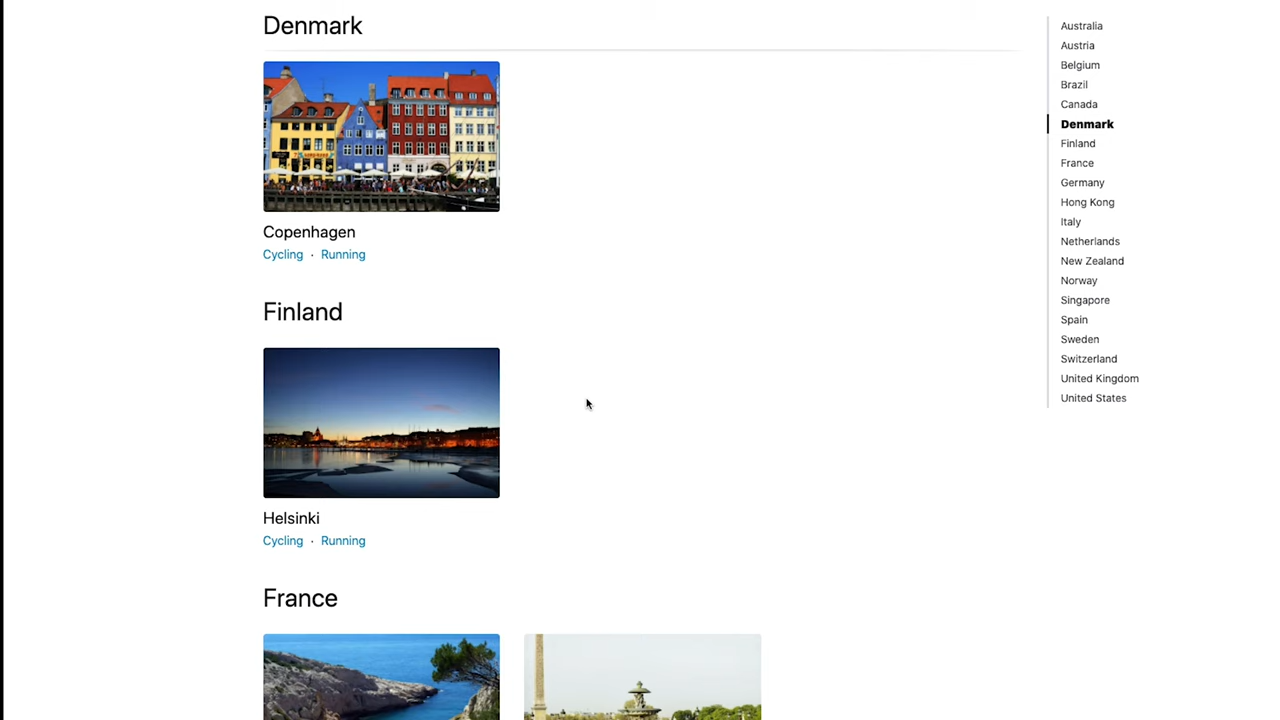 Denmark
Copenhagen
Cycling · Running
Finland
Helsinki
Cycling · Running
France
Australia
Austria
Belgium
Brazil
Canada
Denmark
Finland
France
Germany
Hong Kong
Italy
Netherlands
New Zealand
Norway
Singapore
Spain
Sweden
Switzerland
United Kingdom
United States